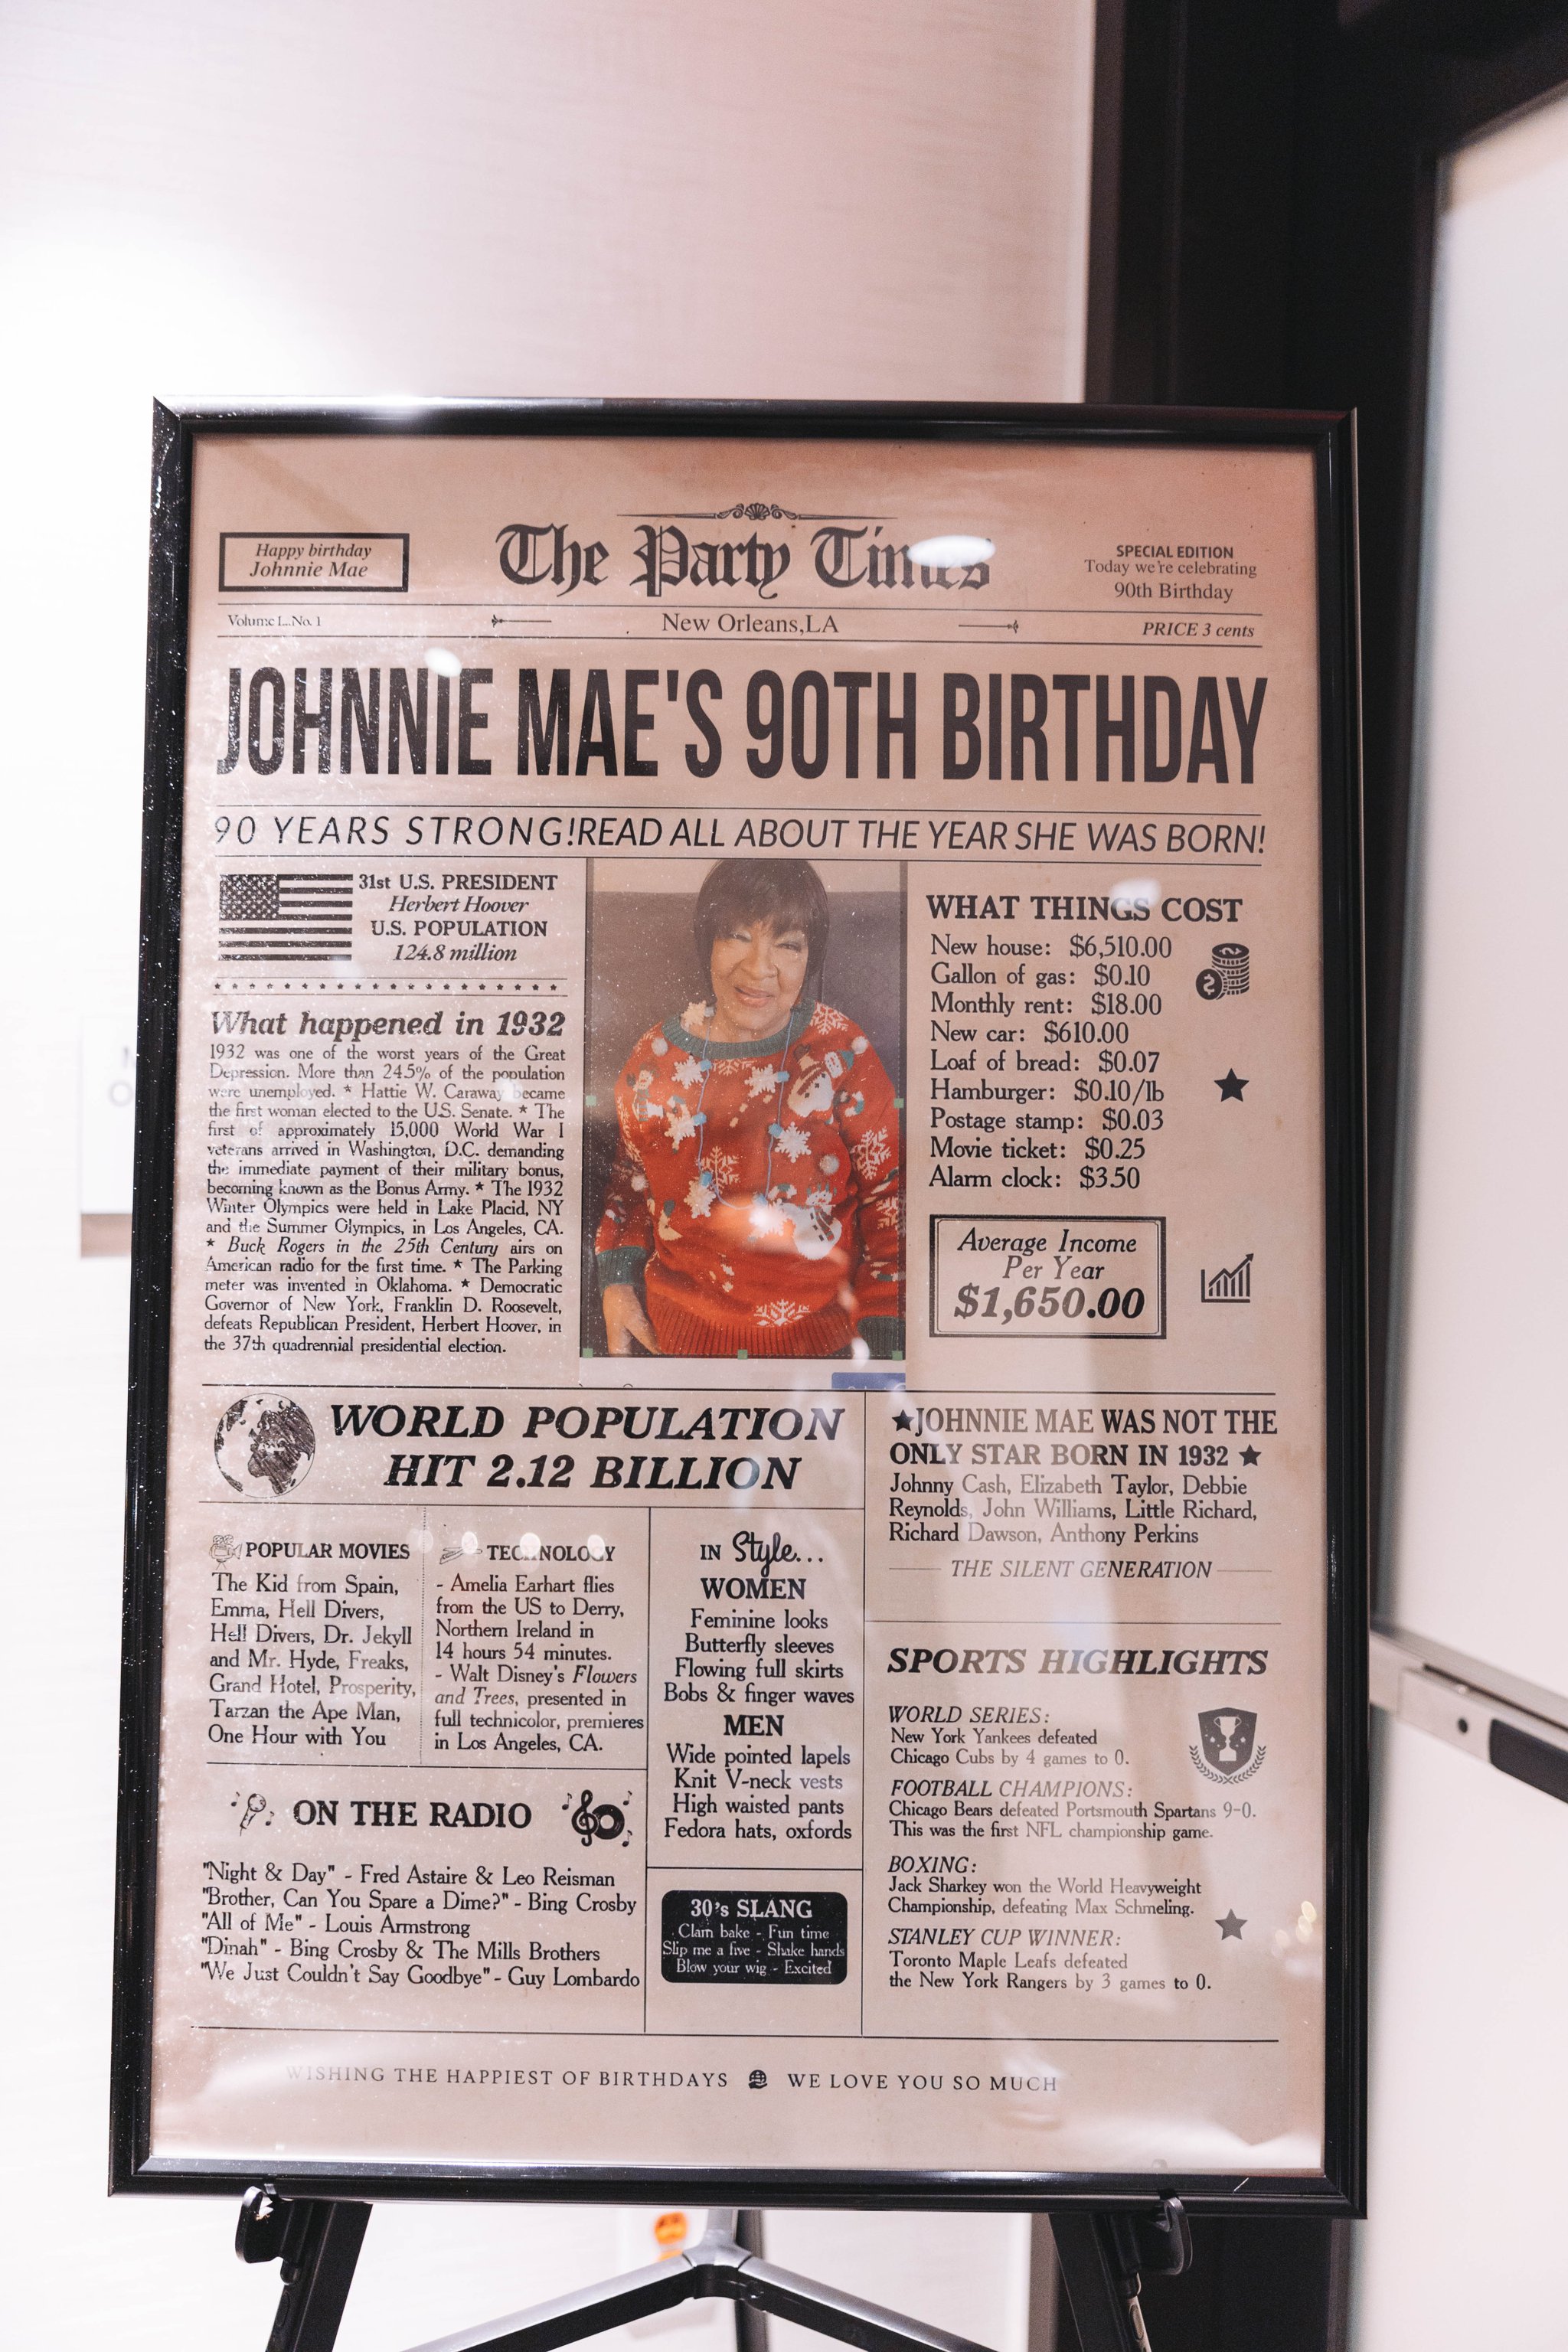 Happy birthday
Johnnie Mae
The Party Times
SPECIAL EDITION
Today we're celebrating
90th Birthday
Volume L..No. 1
New Orleans,LA
PRICE 3 cents
JOHNNIE MAE'S 90TH BIRTHDAY
90 YEARS STRONG!READ ALL ABOUT THE YEAR SHE WAS BORN!
31st U.S. PRESIDENT
Herbert Hoover
U.S. POPULATION
124.8 million
What happened in 1932
1932 was one of the worst years of the Great
Depression. More than 24.5% of the population
were unemployed. * Hattie W. Caraway became
the first woman elected to the U.S. Senate. * The
first of approximately 15,000 World War I
veterans arrived in Washington, D.C. demanding
the immediate payment of their military bonus,
becoming known as the Bonus Army. * The 1932
Winter Olympics were held in Lake Placid, NY
and the Summer Olympics, in Los Angeles, CA.
* Buck Rogers in the 25th Century airs on
American radio for the first time. * The Parking
meter was invented in Oklahoma. * Democratic
Governor of New York, Franklin D. Roosevelt,
defeats Republican President, Herbert Hoover, in
the 37th quadrennial presidential election.
WHAT THINGS COST
New house: $6,510.00
Gallon of gas: $0.10
Monthly rent: $18.00
New car: $610.00
Loaf of bread: $0.07
Hamburger: $0.10/lb
Postage stamp: $0.03
Movie ticket: $0.25
Alarm clock: $3.50
Average Income
Per Year
$1,650.00
WORLD POPULATION
HIT 2.12 BILLION
★JOHNNIE MAE WAS NOT THE
ONLY STAR BORN IN 1932 ★
Johnny Cash, Elizabeth Taylor, Debbie
Reynolds, John Williams, Little Richard,
Richard Dawson, Anthony Perkins
THE SILENT GENERATION
POPULAR MOVIES
The Kid from Spain,
Emma, Hell Divers,
Hell Divers, Dr. Jekyll
and Mr. Hyde, Freaks,
Grand Hotel, Prosperity,
Tarzan the Ape Man,
One Hour with You
TECHNOLOGY
- Amelia Earhart flies
from the US to Derry,
Northern Ireland in
14 hours 54 minutes.
- Walt Disney's Flowers
and Trees, presented in
full technicolor, premieres
in Los Angeles, CA.
IN Style...
WOMEN
Feminine looks
Butterfly sleeves
Flowing full skirts
Bobs & finger waves
MEN
Wide pointed lapels
Knit V-neck vests
High waisted pants
Fedora hats, oxfords
ON THE RADIO
"Night & Day" - Fred Astaire & Leo Reisman
"Brother, Can You Spare a Dime?" - Bing Crosby
"All of Me" - Louis Armstrong
"Dinah" - Bing Crosby & The Mills Brothers
"We Just Couldn't Say Goodbye" - Guy Lombardo
30's SLANG
Clam bake - Fun time
Slip me a five - Shake hands
Blow your wig - Excited
SPORTS HIGHLIGHTS
WORLD SERIES:
New York Yankees defeated
Chicago Cubs by 4 games to 0.
FOOTBALL CHAMPIONS:
Chicago Bears defeated Portsmouth Spartans 9-0.
This was the first NFL championship game.
BOXING:
Jack Sharkey won the World Heavyweight
Championship, defeating Max Schmeling.
STANLEY CUP WINNER:
Toronto Maple Leafs defeated
the New York Rangers by 3 games to 0.
WISHING THE HAPPIEST OF BIRTHDAYS WE LOVE YOU SO MUCH